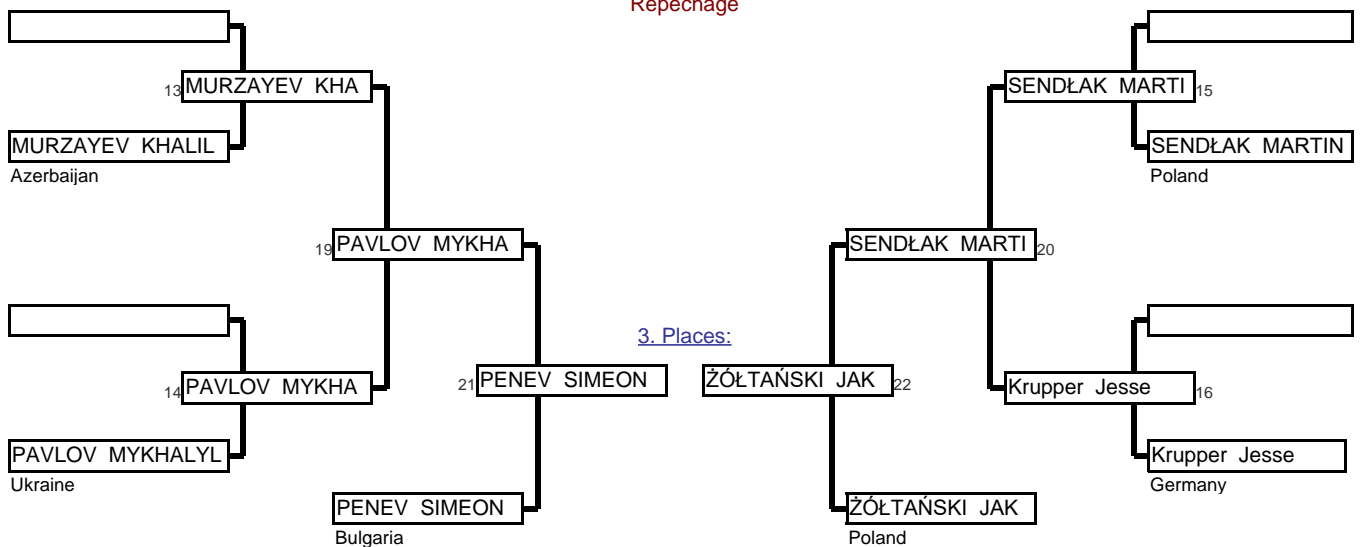 Repechage
13 MURZAYEV KHA
SENDŁAK MARTI 15
MURZAYEV KHALIL
SENDŁAK MARTIN
Azerbaijan
Poland
19 PAVLOV MYKHA
SENDŁAK MARTI 20
3. Places:
14 PAVLOV MYKHA
21 PENEV SIMEON
ŻÓŁTAŃSKI JAK 22
Krupper Jesse 16
PAVLOV MYKHALYL
Krupper Jesse
Ukraine
Germany
PENEV SIMEON
ŻÓŁTAŃSKI JAK
Bulgaria
Poland